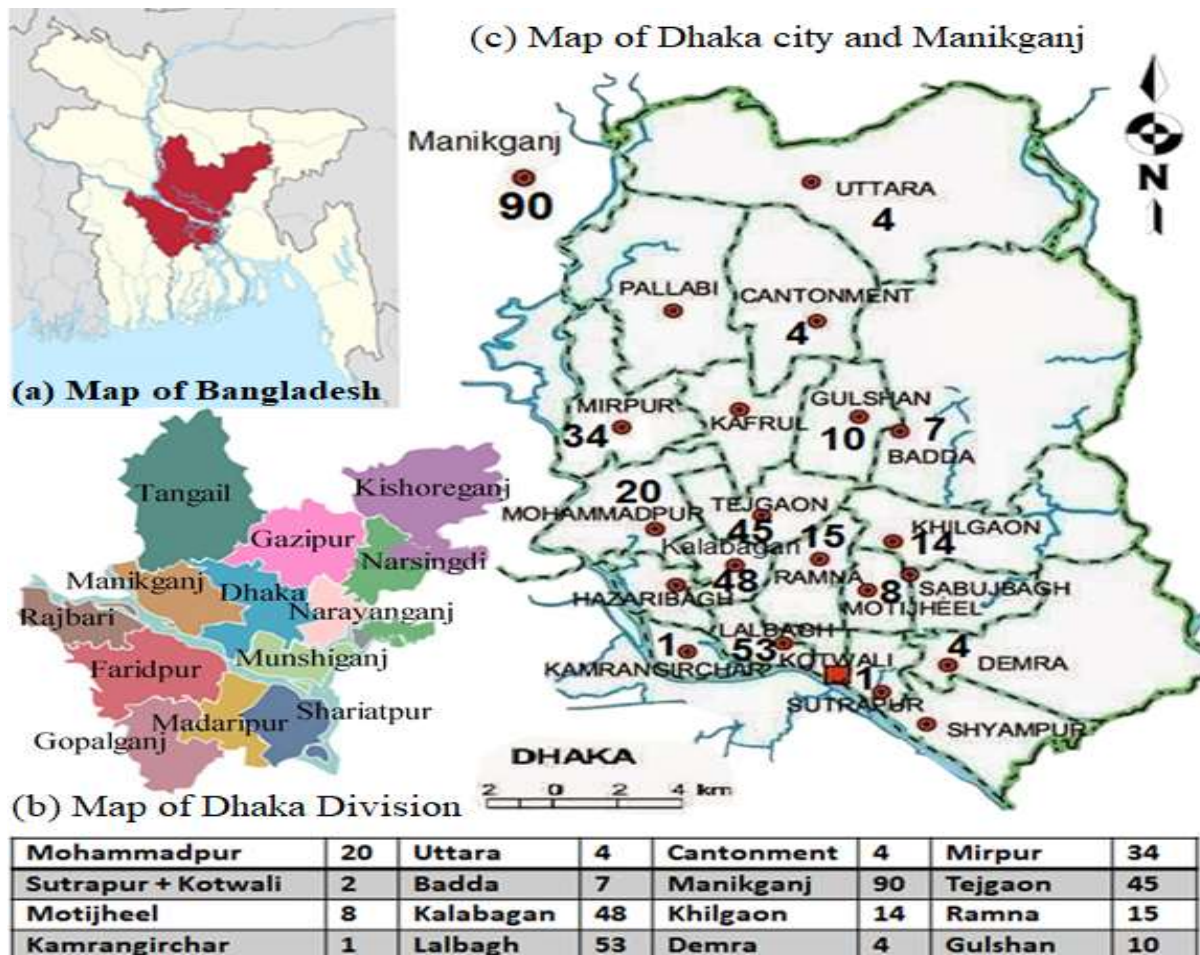 (c) Map of Dhaka city and Manikganj
Manikganj
90
UTTARA
4
N
PALLABI
CANTONMENT
4
(a) Map of Bangladesh
MIRPUR
34
KAFRUL
GULSHAN
10
7
BADDA
20
MOHAMMADPUR
TEJGAON
45
15
KHILGAON
14
Kalabagan
48
RAMNA
HAZARIBAGH
8
MOTIJHEEL
SABUJBAGH
LALBAGH
53
1
KAMRANGIRCHAR
KOTWALI
1
SUTRAPUR
4
DEMRA
SHYAMPUR
DHAKA
2 0 2 4 km
Tangail
Kishoreganj
Gazipur
Narsingdi
Manikganj
Dhaka
Narayanganj
Rajbari
Faridpur
Munshiganj
Madaripur
Shariatpur
Gopalganj
(b) Map of Dhaka Division
Mohammadpur 20 Uttara 4 Cantonment 4 Mirpur 34
Sutrapur + Kotwali 2 Badda 7 Manikganj 90 Tejgaon 45
Motijheel 8 Kalabagan 48 Khilgaon 14 Ramna 15
Kamrangirchar 1 Lalbagh 53 Demra 4 Gulshan 10